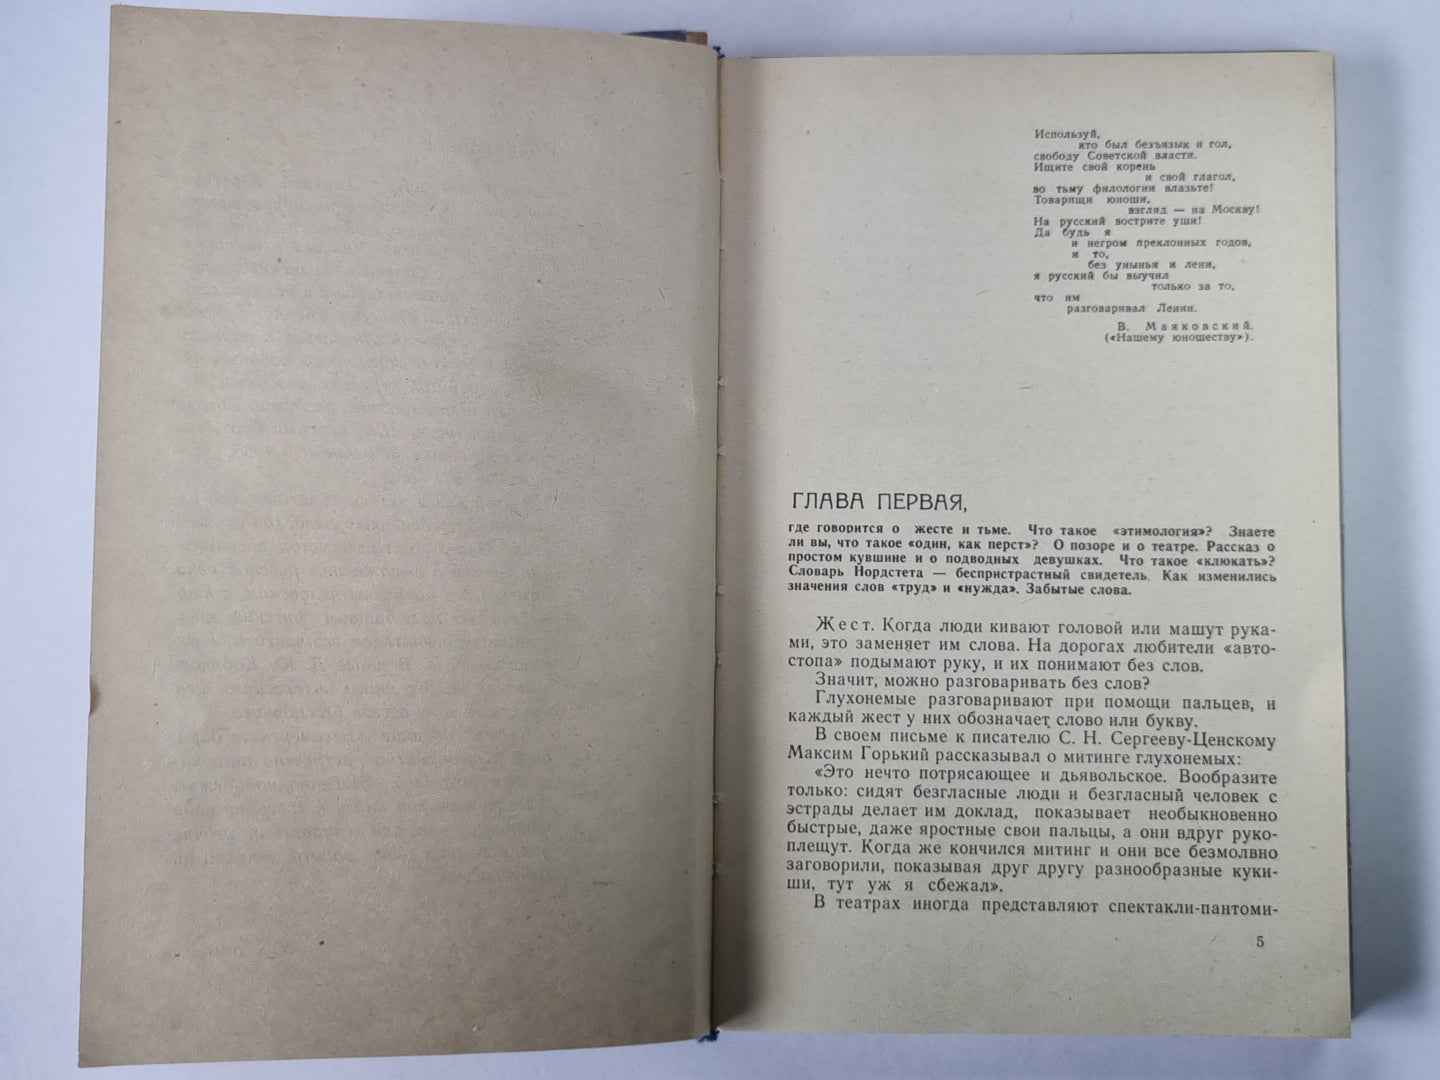 Используй,
кто был безъязык и гол,
свободу Советской власти.
Ищите свой корень
и свой глагол,
во тьму филологии влазьте!
Товарищи юноши,
взгляд — на Москву!
На русский вострите уши!
Да будь я
и негром преклонных годов,
и то,
без унынья и лени,
я русский бы выучил
только за то,
что им
разговаривал Ленин.
В. Маяковский.
(«Нашему юношеству»).
ГЛАВА ПЕРВАЯ,
где говорится о жесте и тьме. Что такое «этимология»? Знаете
ли вы, что такое «один, как перст»? О позоре и о театре. Рассказ о
простом кувшине и о подводных девушках. Что такое «клюкать»?
Словарь Нордстета — беспристрастный свидетель. Как изменились
значения слов «труд» и «нужда». Забытые слова.
Жест. Когда люди кивают головой или машут рука-
ми, это заменяет им слова. На дорогах любители «авто-
стопа» подымают руку, и их понимают без слов.
Значит, можно разговаривать без слов?
Глухонемые разговаривают при помощи пальцев, и
каждый жест у них обозначает слово или букву.
В своем письме к писателю С. Н. Сергееву-Ценскому
Максим Горький рассказывал о митинге глухонемых:
«Это нечто потрясающее и дьявольское. Вообразите
только: сидят безгласные люди и безгласный человек с
эстрады делает им доклад, показывает необыкновенно
быстрые, даже яростные свои пальцы, а они вдруг руко-
плещут. Когда же кончился митинг и они все безмолвно
заговорили, показывая друг другу разнообразные куки-
ши, тут уж я сбежал».
В театрах иногда представляют спектакли-пантоми-
5